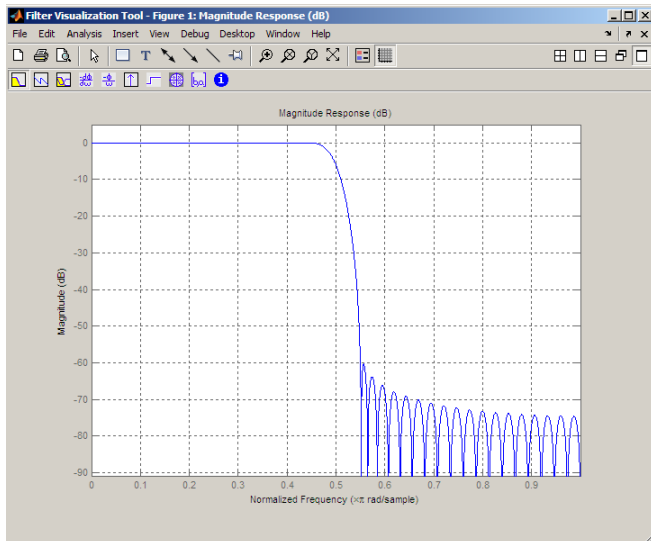 Filter Visualization Tool - Figure 1: Magnitude Response (dB)
File Edit Analysis Insert View Debug Desktop Window Help
T
Magnitude Response (dB)
0
-10
-20
-30
-40
-50
-60
-70
-80
-90
Magnitude (dB)
0 0.1 0.2 0.3 0.4 0.5 0.6 0.7 0.8 0.9
Normalized Frequency (×π rad/sample)